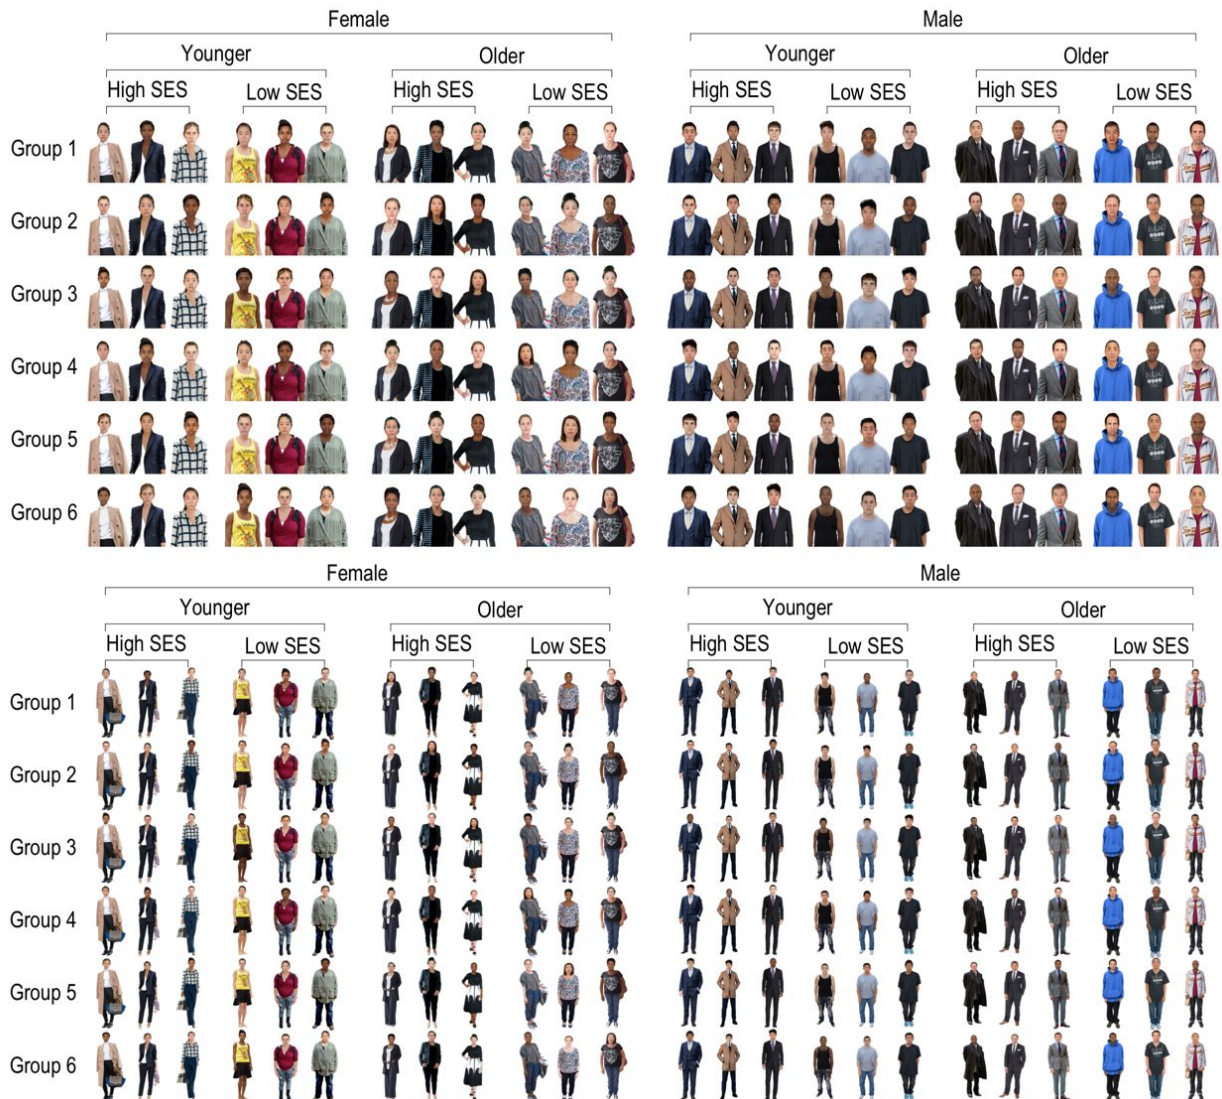 Female Male
Younger Older Younger Older
High SES Low SES High SES Low SES High SES Low SES High SES Low SES
Group 1
Group 2
Group 3
Group 4
Group 5
Group 6
Female Male
Younger Older Younger Older
High SES Low SES High SES Low SES High SES Low SES High SES Low SES
Group 1
Group 2
Group 3
Group 4
Group 5
Group 6